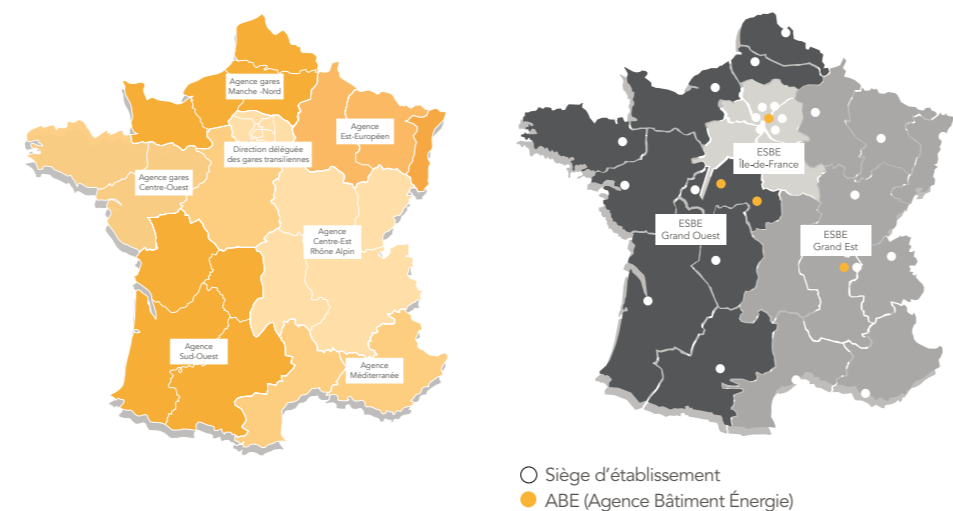 Agence gares
Manche -Nord
Agence
Est-Européen
Direction déléguée
des gares transiliennes
Agence gares
Centre-Ouest
Agence
Centre-Est
Rhône Alpin
Agence
Sud-Ouest
Agence
Méditerranée
ESBE
Île-de-France
ESBE
Grand Ouest
ESBE
Grand Est
Siège d'établissement
ABE (Agence Bâtiment Énergie)